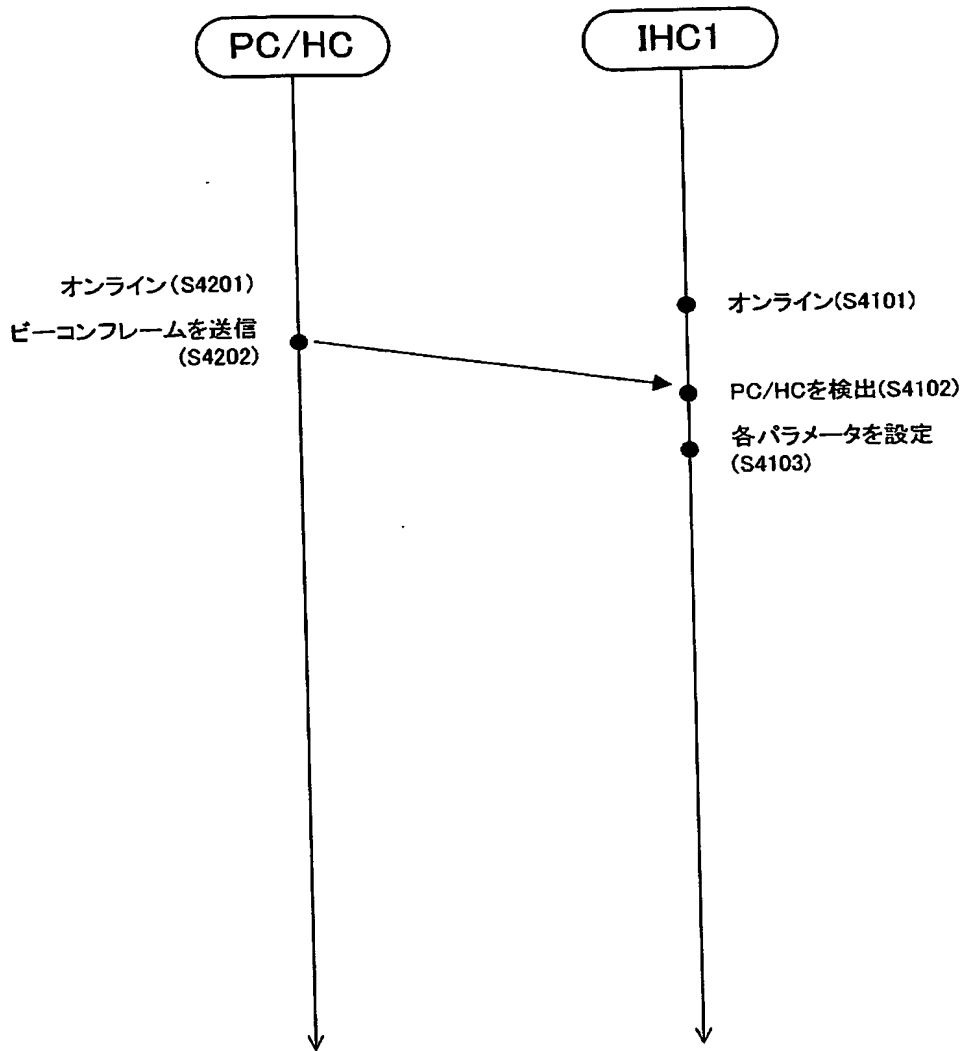 PC/HC
IHC1
オンライン(S4201)
オンライン(S4101)
ビーコンフレームを送信
(S4202)
PC/HCを検出(S4102)
各パラメータを設定
(S4103)